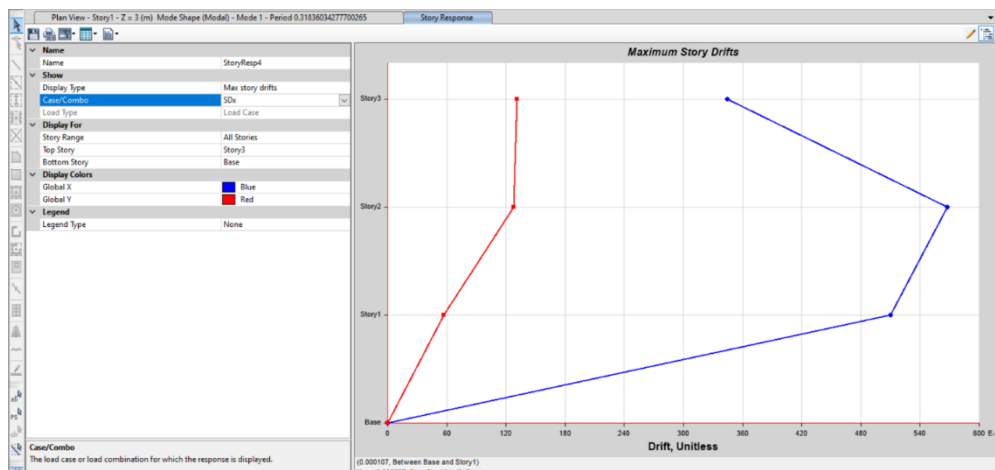 Plan View - Story1 - Z = 3 (m) Mode Shape (Modal) - Mode 1 - Period 0.31836034277700265
Story Response
Name
Name StoryResp4
Show
Display Type Max story drifts
Case/Combo SDx
Load Type Load Case
Display For
Story Range All Stories
Top Story Story3
Bottom Story Base
Display Colors
Global X Blue
Global Y Red
Legend
Legend Type None
Case/Combo
The load case or load combination for which the response is displayed.
Maximum Story Drifts
Story3
Story2
Story1
Base
0 60 120 180 240 300 360 420 480 540 600 E-
Drift, Unitless
(0.000107, Between Base and Story1)